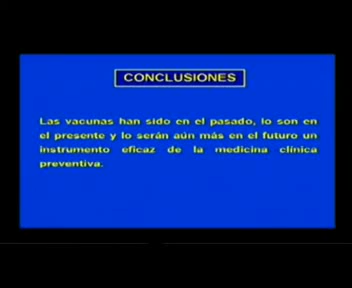 CONCLUSIONES
Las vacunas han sido en el pasado, lo son en
el presente y lo serán aún más en el futuro un
instrumento eficaz de la medicina clínica
preventiva.